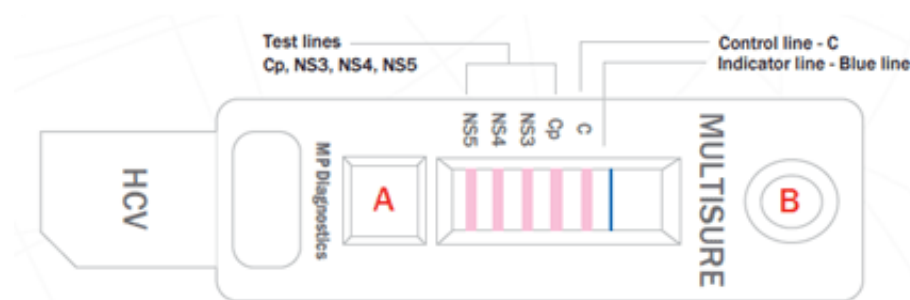 Test lines
Cp, NS3, NS4, NS5
Control line - C
Indicator line - Blue line
HCV
MP Diagnostics
A
NS5
NS4
NS3
Cp
C
MULTISURE
B